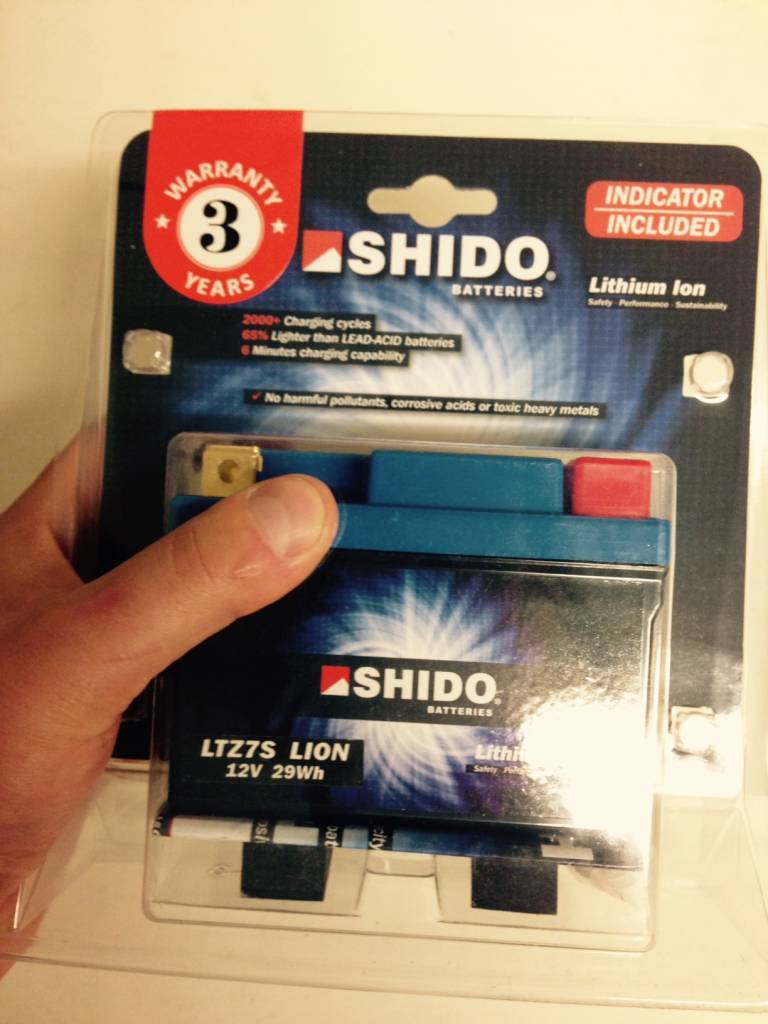 WARRANTY
3
YEARS
INDICATOR
INCLUDED
SHIDO®
BATTERIES
Lithium Ion
Safety · Performance · Sustainability
2000+ Charging cycles
65% Lighter than LEAD-ACID batteries
6 Minutes charging capability
✓ No harmful pollutants, corrosive acids or toxic heavy metals
SHIDO
BATTERIES
LTZ7S LION
12V 29Wh
Safety